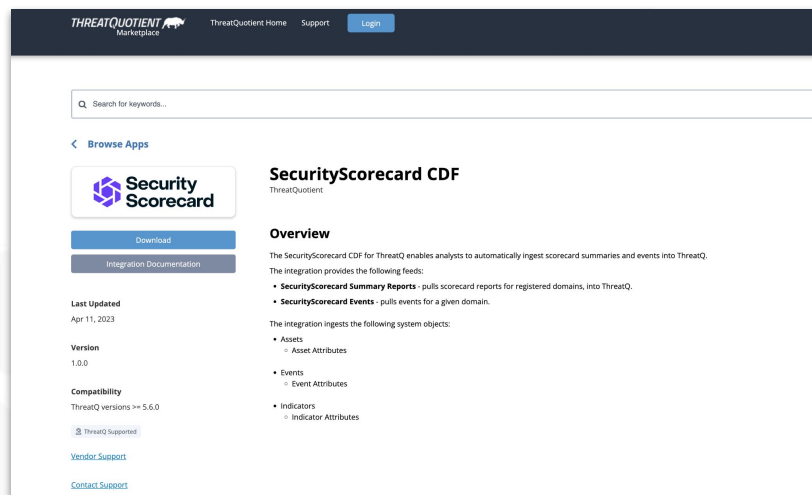 THREATQUOTIENT
Marketplace
ThreatQuotient Home Support Login
Search for keywords...
Browse Apps
Security
Scorecard
Download
Integration Documentation
Last Updated
Apr 11, 2023
Version
1.0.0
Compatibility
ThreatQ versions >= 5.6.0
ThreatQ Supported
Vendor Support
Contact Support
SecurityScorecard CDF
ThreatQuotient
Overview
The SecurityScorecard CDF for ThreatQ enables analysts to automatically ingest scorecard summaries and events into ThreatQ.
The integration provides the following feeds:
• SecurityScorecard Summary Reports - pulls scorecard reports for registered domains, into ThreatQ.
• SecurityScorecard Events - pulls events for a given domain.
The integration ingests the following system objects:
• Assets
○ Asset Attributes
• Events
○ Event Attributes
• Indicators
○ Indicator Attributes